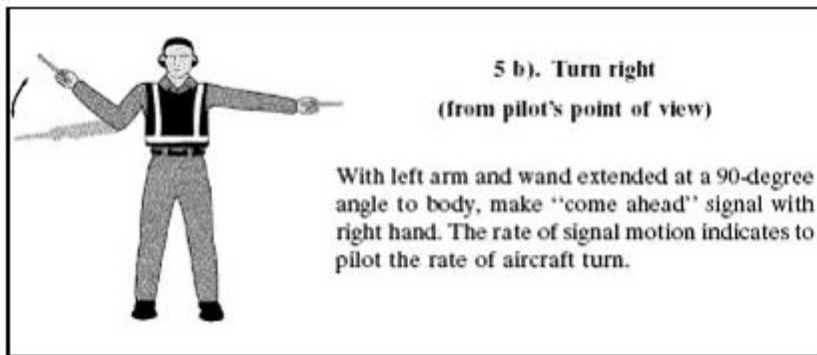 5 b). Turn right
(from pilot's point of view)
With left arm and wand extended at a 90-degree
angle to body, make “come ahead” signal with
right hand. The rate of signal motion indicates to
pilot the rate of aircraft turn.